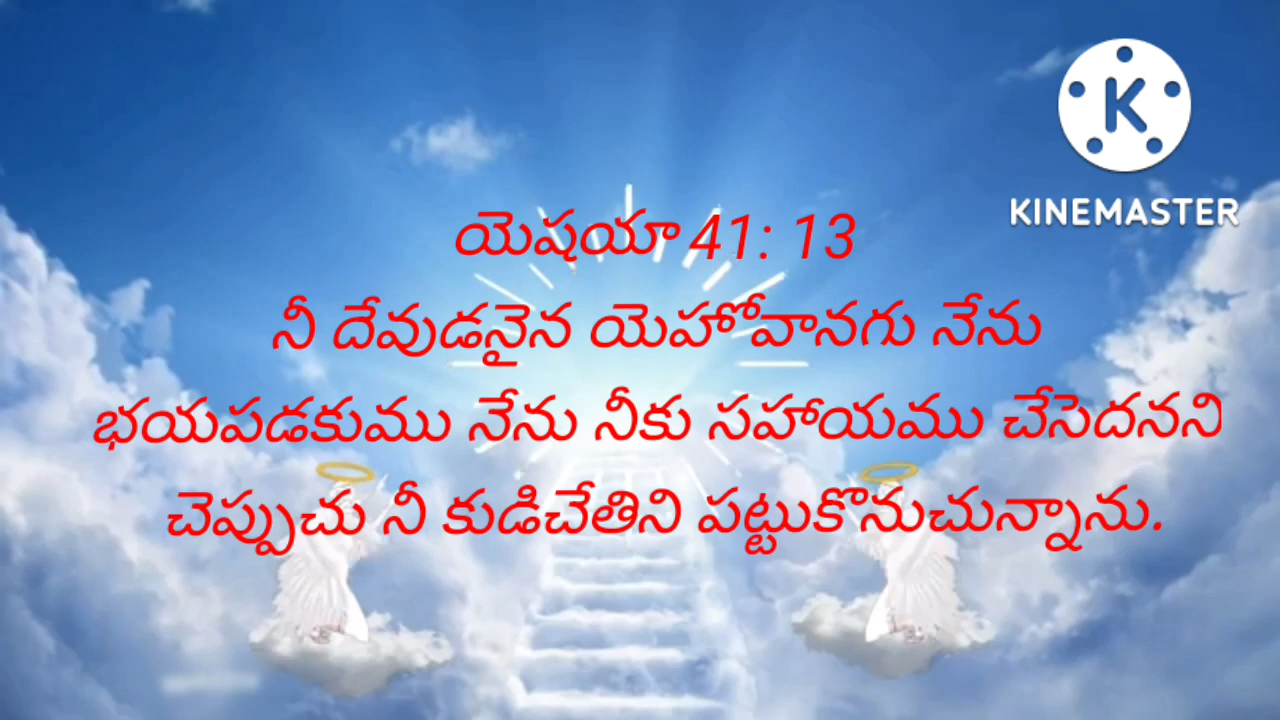 KINEMASTER
యెషయా 41: 13
నీ దేవుడనైన యెహోవానగు నేను
భయపడకుము నేను నీకు సహాయము చేసెదనని
చెప్పుచు నీ కుడిచేతిని పట్టుకొనుచున్నాను.